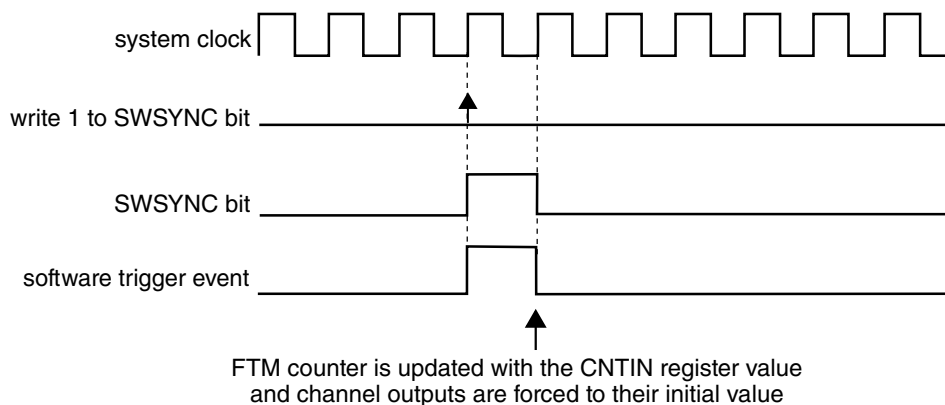 system clock
write 1 to SWSYNC bit
SWSYNC bit
software trigger event
FTM counter is updated with the CNTIN register value
and channel outputs are forced to their initial value